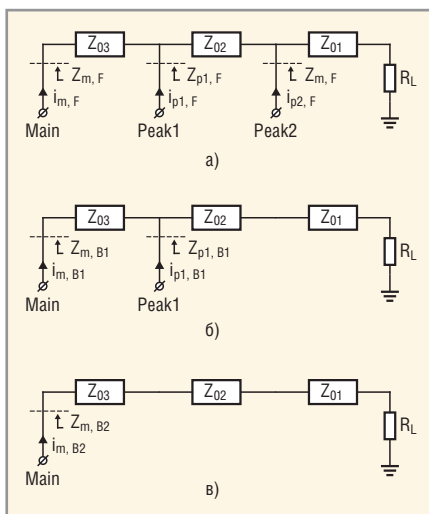 Z03 Z02 Z01
Zm, F Zp1, F Zm, F RL
im, F ip1, F ip2, F
Main Peak1 Peak2
а)
Z03 Z02 Z01
Zm, B1 Zp1, B1 RL
im, B1 ip1, B1
Main Peak1
б)
Z03 Z02 Z01
Zm, B2 RL
im, B2
Main
в)